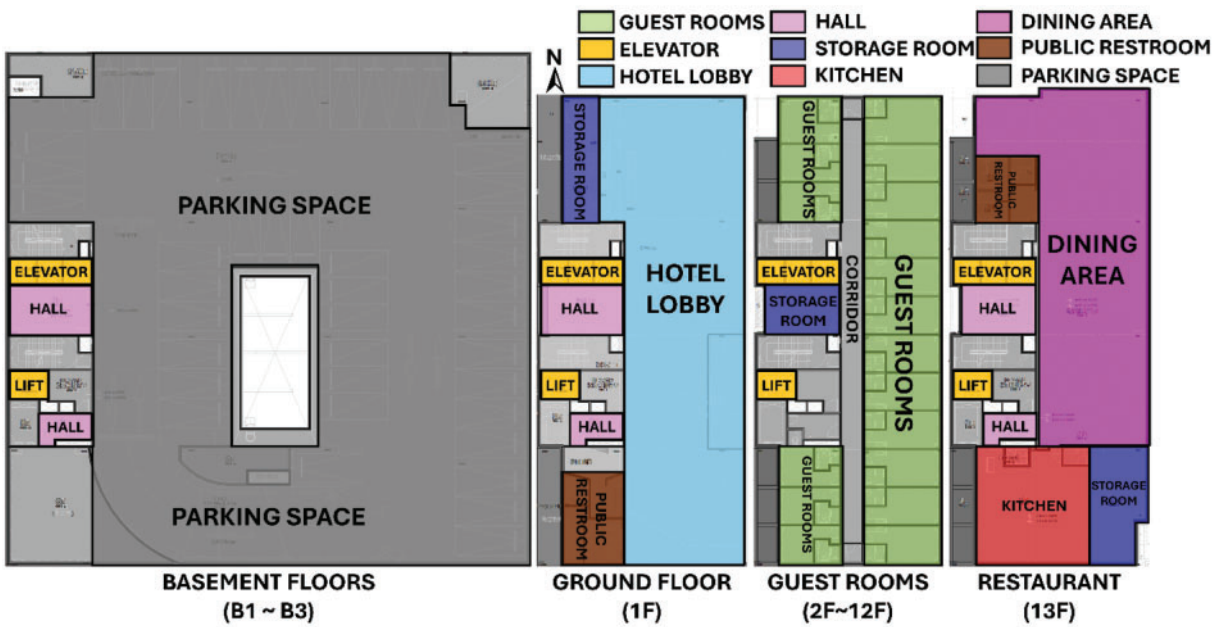 GUEST ROOMS
HALL
DINING AREA
ELEVATOR
STORAGE ROOM
PUBLIC RESTROOM
HOTEL LOBBY
KITCHEN
PARKING SPACE
N
PARKING SPACE
ELEVATOR
HALL
LIFT
HALL
PARKING SPACE
BASEMENT FLOORS
(B1 ~ B3)
STORAGE ROOM
ELEVATOR
HALL
HOTEL
LOBBY
LIFT
HALL
PUBLIC
RESTROOM
GROUND FLOOR
(1F)
GUEST ROOMS
ELEVATOR
STORAGE
ROOM
CORRIDOR
GUEST ROOMS
LIFT
GUEST ROOMS
GUEST ROOMS
(2F~12F)
PUBLIC
RESTROOM
DINING
AREA
ELEVATOR
HALL
LIFT
HALL
KITCHEN
STORAGE
ROOM
RESTAURANT
(13F)